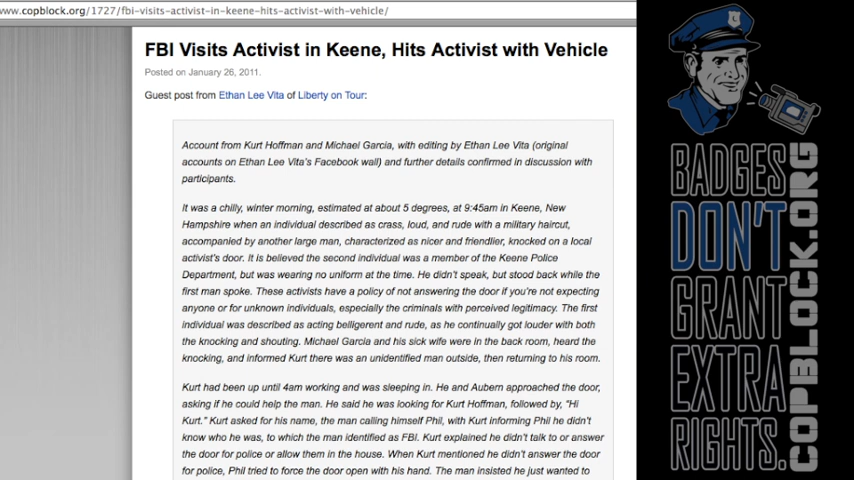 www.copblock.org/1727/fbi-visits-activist-in-keene-hits-activist-with-vehicle/
FBI Visits Activist in Keene, Hits Activist with Vehicle
Posted on January 26, 2011.
Guest post from Ethan Lee Vita of Liberty on Tour:
Account from Kurt Hoffman and Michael Garcia, with editing by Ethan Lee Vita (original
accounts on Ethan Lee Vita's Facebook wall) and further details confirmed in discussion with
participants.
It was a chilly, winter morning, estimated at about 5 degrees, at 9:45am in Keene, New
Hampshire when an individual described as crass, loud, and rude with a military haircut,
accompanied by another large man, characterized as nicer and friendlier, knocked on a local
activist's door. It is believed the second individual was a member of the Keene Police
Department, but was wearing no uniform at the time. He didn't speak, but stood back while the
first man spoke. These activists have a policy of not answering the door if you're not expecting
anyone or for unknown individuals, especially the criminals with perceived legitimacy. The first
individual was described as acting belligerent and rude, as he continually got louder with both
the knocking and shouting. Michael Garcia and his sick wife were in the back room, heard the
knocking, and informed Kurt there was an unidentified man outside, then returning to his room.
Kurt had been up until 4am working and was sleeping in. He and Aubern approached the door,
asking if he could help the man. He said he was looking for Kurt Hoffman, followed by, "Hi
Kurt." Kurt asked for his name, the man calling himself Phil, with Kurt informing Phil he didn't
know who he was, to which the man identified as FBI. Kurt explained he didn't talk to or answer
the door for police or allow them in the house. When Kurt mentioned he didn't answer the door
for police, Phil tried to force the door open with his hand. The man insisted he just wanted to
BADGES
DON'T
GRANT
EXTRA
RIGHTS.
COPBLOCK.ORG